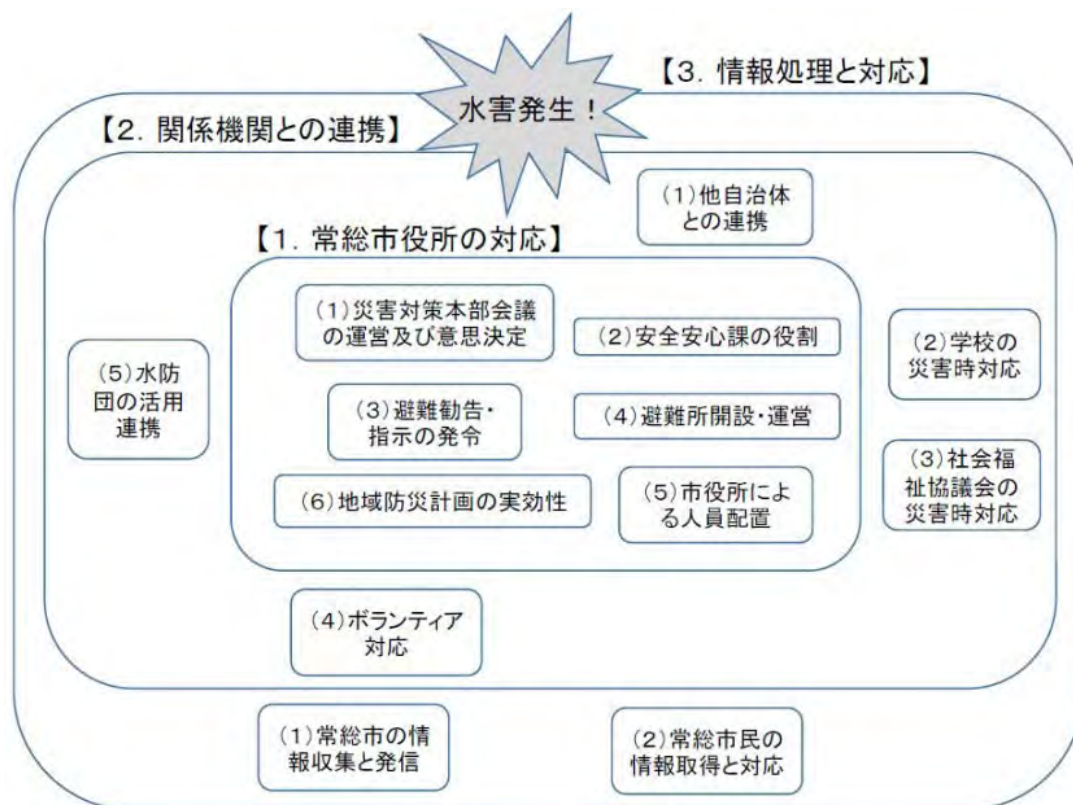 水害発生！
【３．情報処理と対応】
【２．関係機関との連携】
（１）他自治体
との連携
【１．常総市役所の対応】
（１）災害対策本部会議
の運営及び意思決定
（２）安全安心課の役割
（３）避難勧告・
指示の発令
（４）避難所開設・運営
（６）地域防災計画の実効性
（５）市役所によ
る人員配置
（２）学校の
災害時対応
（３）社会福
祉協議会の
災害時対応
（５）水防
団の活用
連携
（４）ボランティア
対応
（１）常総市の情
報収集と発信
（２）常総市民の
情報取得と対応